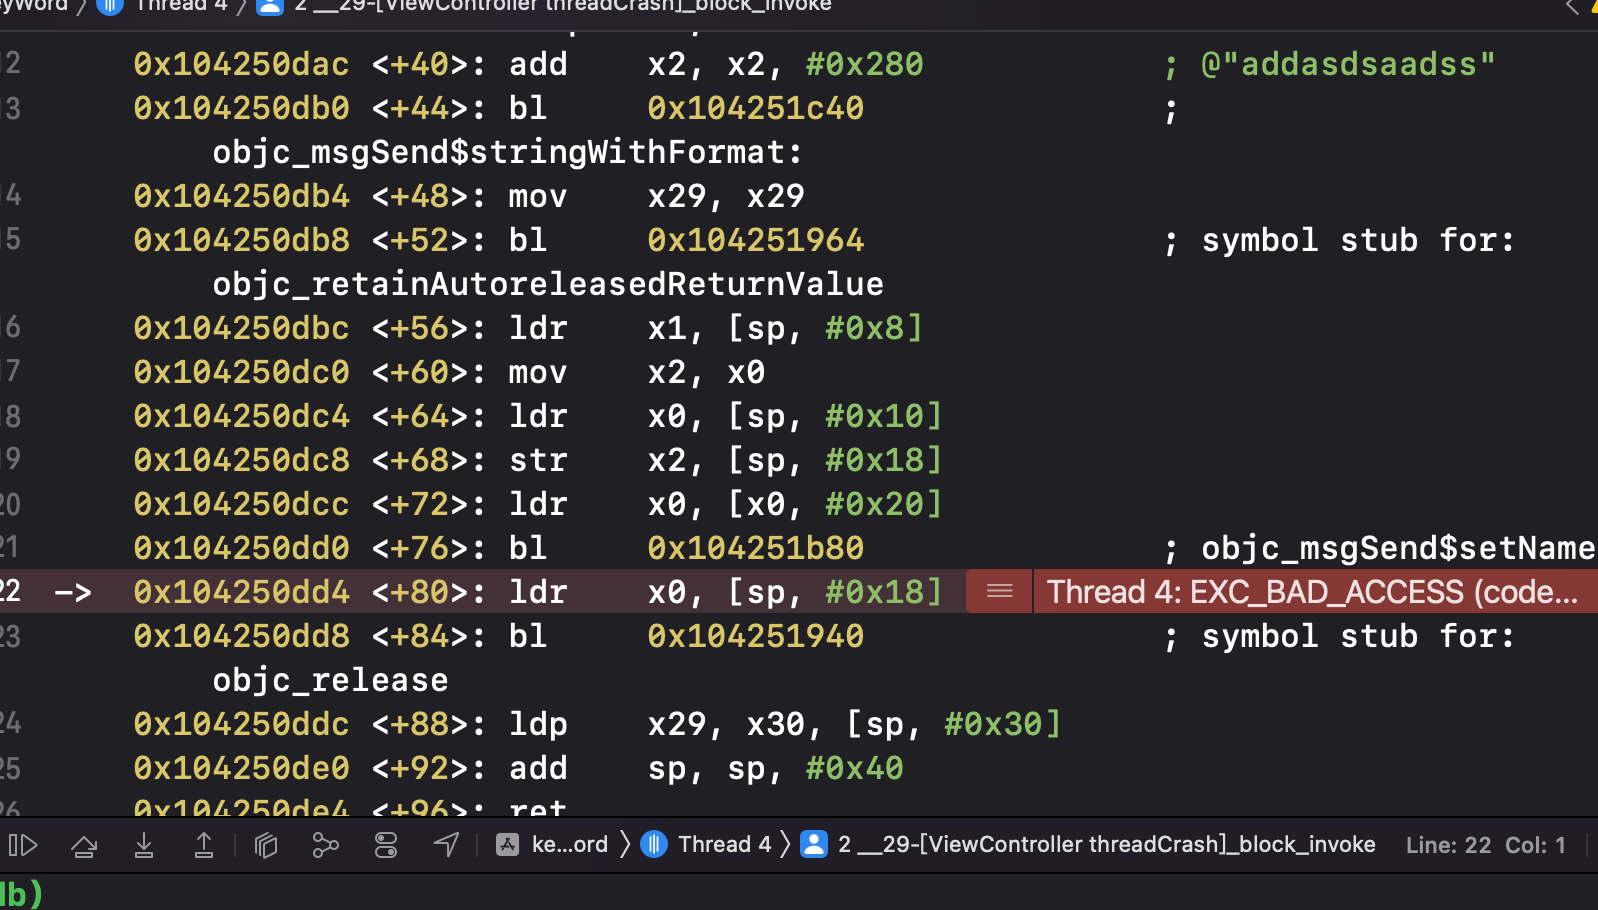 yWord > Thread 4 > 2 __29-[ViewController threadCrash]_block_invoke
12 0x104250dac <+40>: add x2, x2, #0x280 ; @"addasdsaadss"
13 0x104250db0 <+44>: bl 0x104251c40 ;
objc_msgSend$stringWithFormat:
14 0x104250db4 <+48>: mov x29, x29
15 0x104250db8 <+52>: bl 0x104251964 ; symbol stub for:
objc_retainAutoreleasedReturnValue
16 0x104250dbc <+56>: ldr x1, [sp, #0x8]
17 0x104250dc0 <+60>: mov x2, x0
18 0x104250dc4 <+64>: ldr x0, [sp, #0x10]
19 0x104250dc8 <+68>: str x2, [sp, #0x18]
20 0x104250dcc <+72>: ldr x0, [x0, #0x20]
21 0x104250dd0 <+76>: bl 0x104251b80 ; objc_msgSend$setName
22 -> 0x104250dd4 <+80>: ldr x0, [sp, #0x18] Thread 4: EXC_BAD_ACCESS (code...
23 0x104250dd8 <+84>: bl 0x104251940 ; symbol stub for:
objc_release
24 0x104250ddc <+88>: ldp x29, x30, [sp, #0x30]
25 0x104250de0 <+92>: add sp, sp, #0x40
26 0x104250de4 <+96>: ret
ke...ord > Thread 4 > 2 __29-[ViewController threadCrash]_block_invoke Line: 22 Col: 1
db)